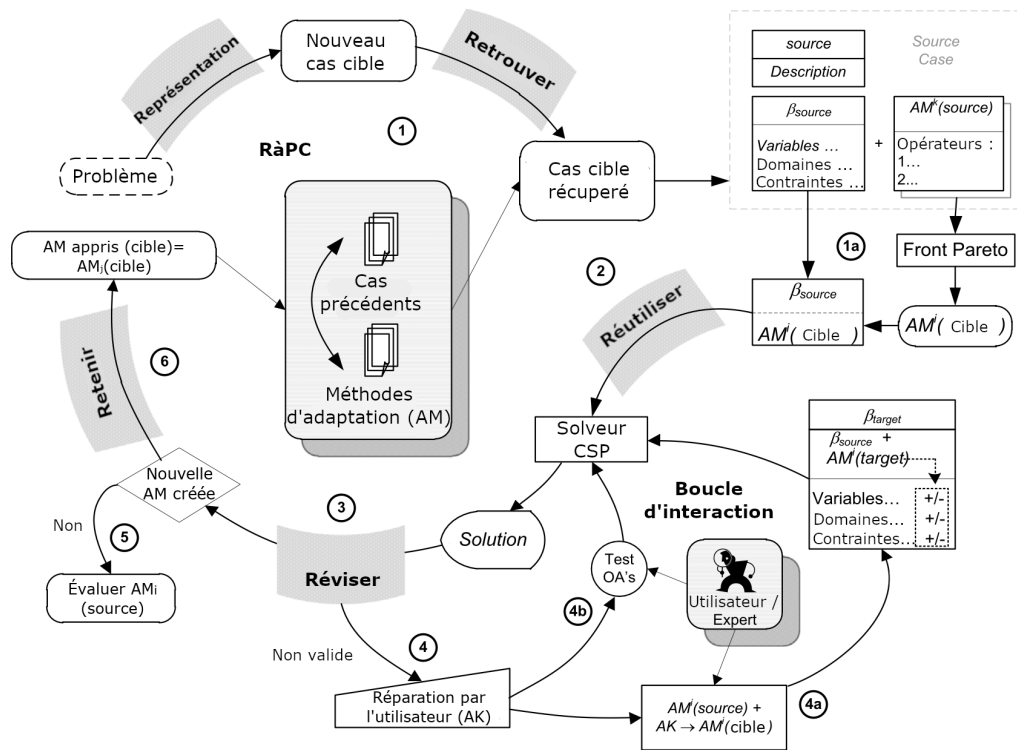 Représentation
Nouveau
cas cible
Retrouver
Problème
1
RàPC
Cas cible
récuperé
source
Description
Source
Case
βsource
Variables ...
Domaines ...
Contraintes ...
+
AMᵏ(source)
Opérateurs :
1...
2...
1a
Front Pareto
AMⁱ( Cible )
βsource
AMⁱ( Cible )
2
Réutiliser
AM appris (cible)=
AMⱼ(cible)
Cas
précédents
Méthodes
d'adaptation (AM)
Retenir
6
Nouvelle
AM créée
Non
5
Évaluer AMi
(source)
3
Réviser
Solution
Solveur
CSP
Boucle
d'interaction
βtarget
βsource +
AMⁱ(target)
Variables... +/-
Domaines... +/-
Contraintes... +/-
Test
OA's
Utilisateur /
Expert
4b
Non valide
4
Réparation par
l'utilisateur (AK)
AMⁱ(source) +
AK → AMⁱ(cible)
4a